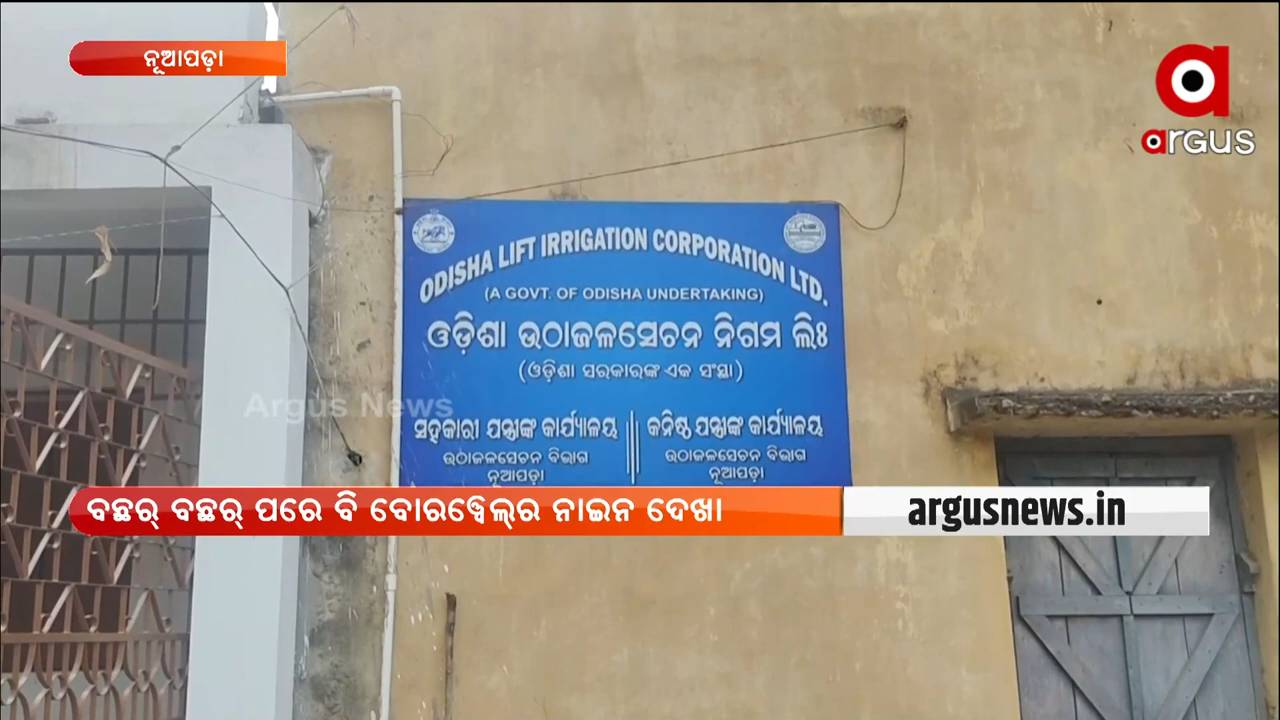 ନୂଆପଡ଼ା
argus
ODISHA LIFT IRRIGATION CORPORATION LTD.
(A GOVT. OF ODISHA UNDERTAKING)
ଓଡ଼ିଶା ଉଠାଜଳସେଚନ ନିଗମ ଲିଃ
(ଓଡ଼ିଶା ସରକାରଙ୍କ ଏକ ସଂସ୍ଥା)
ସହକାରୀ ଯନ୍ତ୍ରୀଙ୍କ କାର୍ଯ୍ୟାଳୟ
ଉଠାଜଳସେଚନ ବିଭାଗ
ନୂଆପଡ଼ା
କନିଷ୍ଠ ଯନ୍ତ୍ରୀଙ୍କ କାର୍ଯ୍ୟାଳୟ
ଉଠାଜଳସେଚନ ବିଭାଗ
ନୂଆପଡ଼ା
Argus News
ବଛର୍ ବଛର୍ ପରେ ବି ବୋରୱେଲ୍‌ର ନାଇନ ଦେଖା
argusnews.in